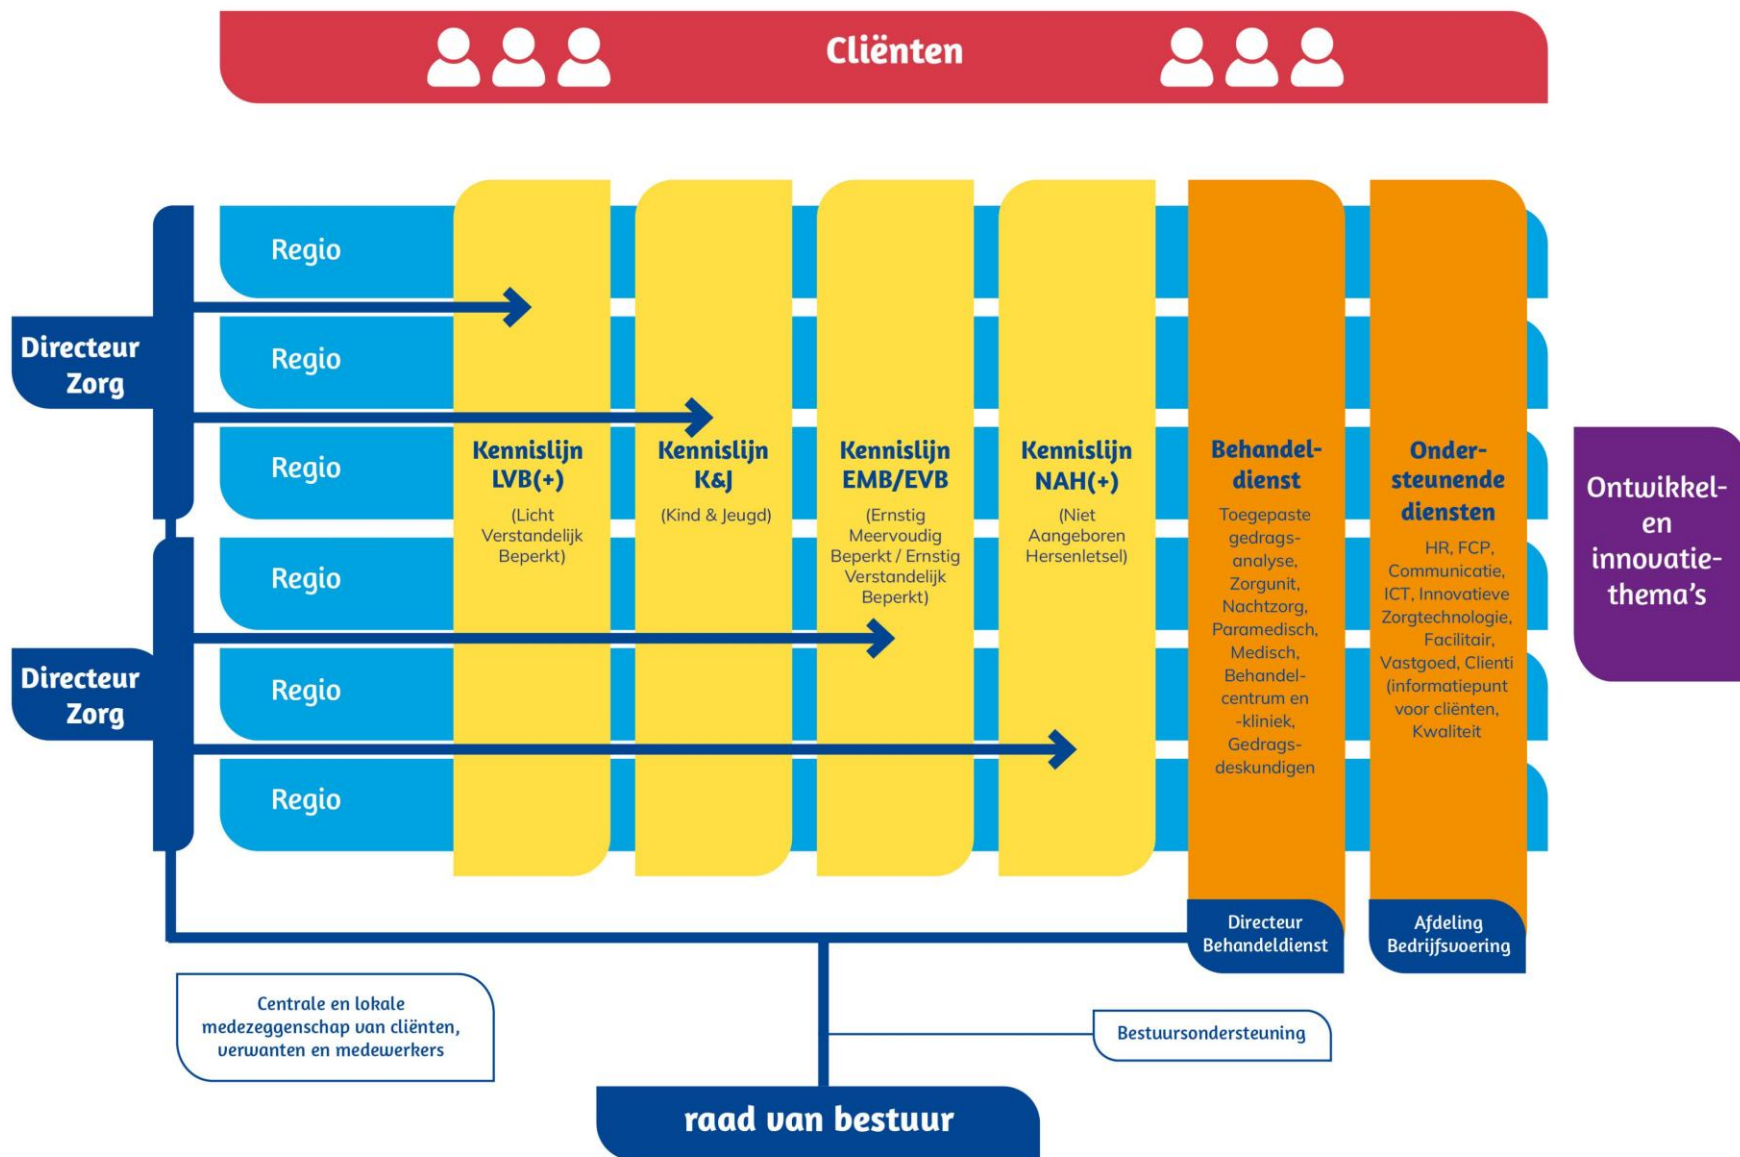 Cliënten
Regio
Regio
Regio
Regio
Regio
Regio
Directeur
Zorg
Directeur
Zorg
Kennislijn
LVB(+)
(Licht
Verstandelijk
Beperkt)
Kennislijn
K&J
(Kind & Jeugd)
Kennislijn
EMB/EVB
(Ernstig
Meervoudig
Beperkt / Ernstig
Verstandelijk
Beperkt)
Kennislijn
NAH(+)
(Niet
Aangeboren
Hersenletsel)
Behandel-
dienst
Toegepaste
gedrags-
analyse,
Zorgunit,
Nachtzorg,
Paramedisch,
Medisch,
Behandel-
centrum en
-kliniek,
Gedrags-
deskundigen
Onder-
steunende
diensten
HR, FCP,
Communicatie,
ICT, Innovatieve
Zorgtechnologie,
Facilitair,
Vastgoed, Clienti
(informatiepunt
voor cliënten,
Kwaliteit
Ontwikkel-
en
innovatie-
thema's
Directeur
Behandeldienst
Afdeling
Bedrijfsvoering
Centrale en lokale
medezeggenschap van cliënten,
verwanten en medewerkers
Bestuursondersteuning
raad van bestuur